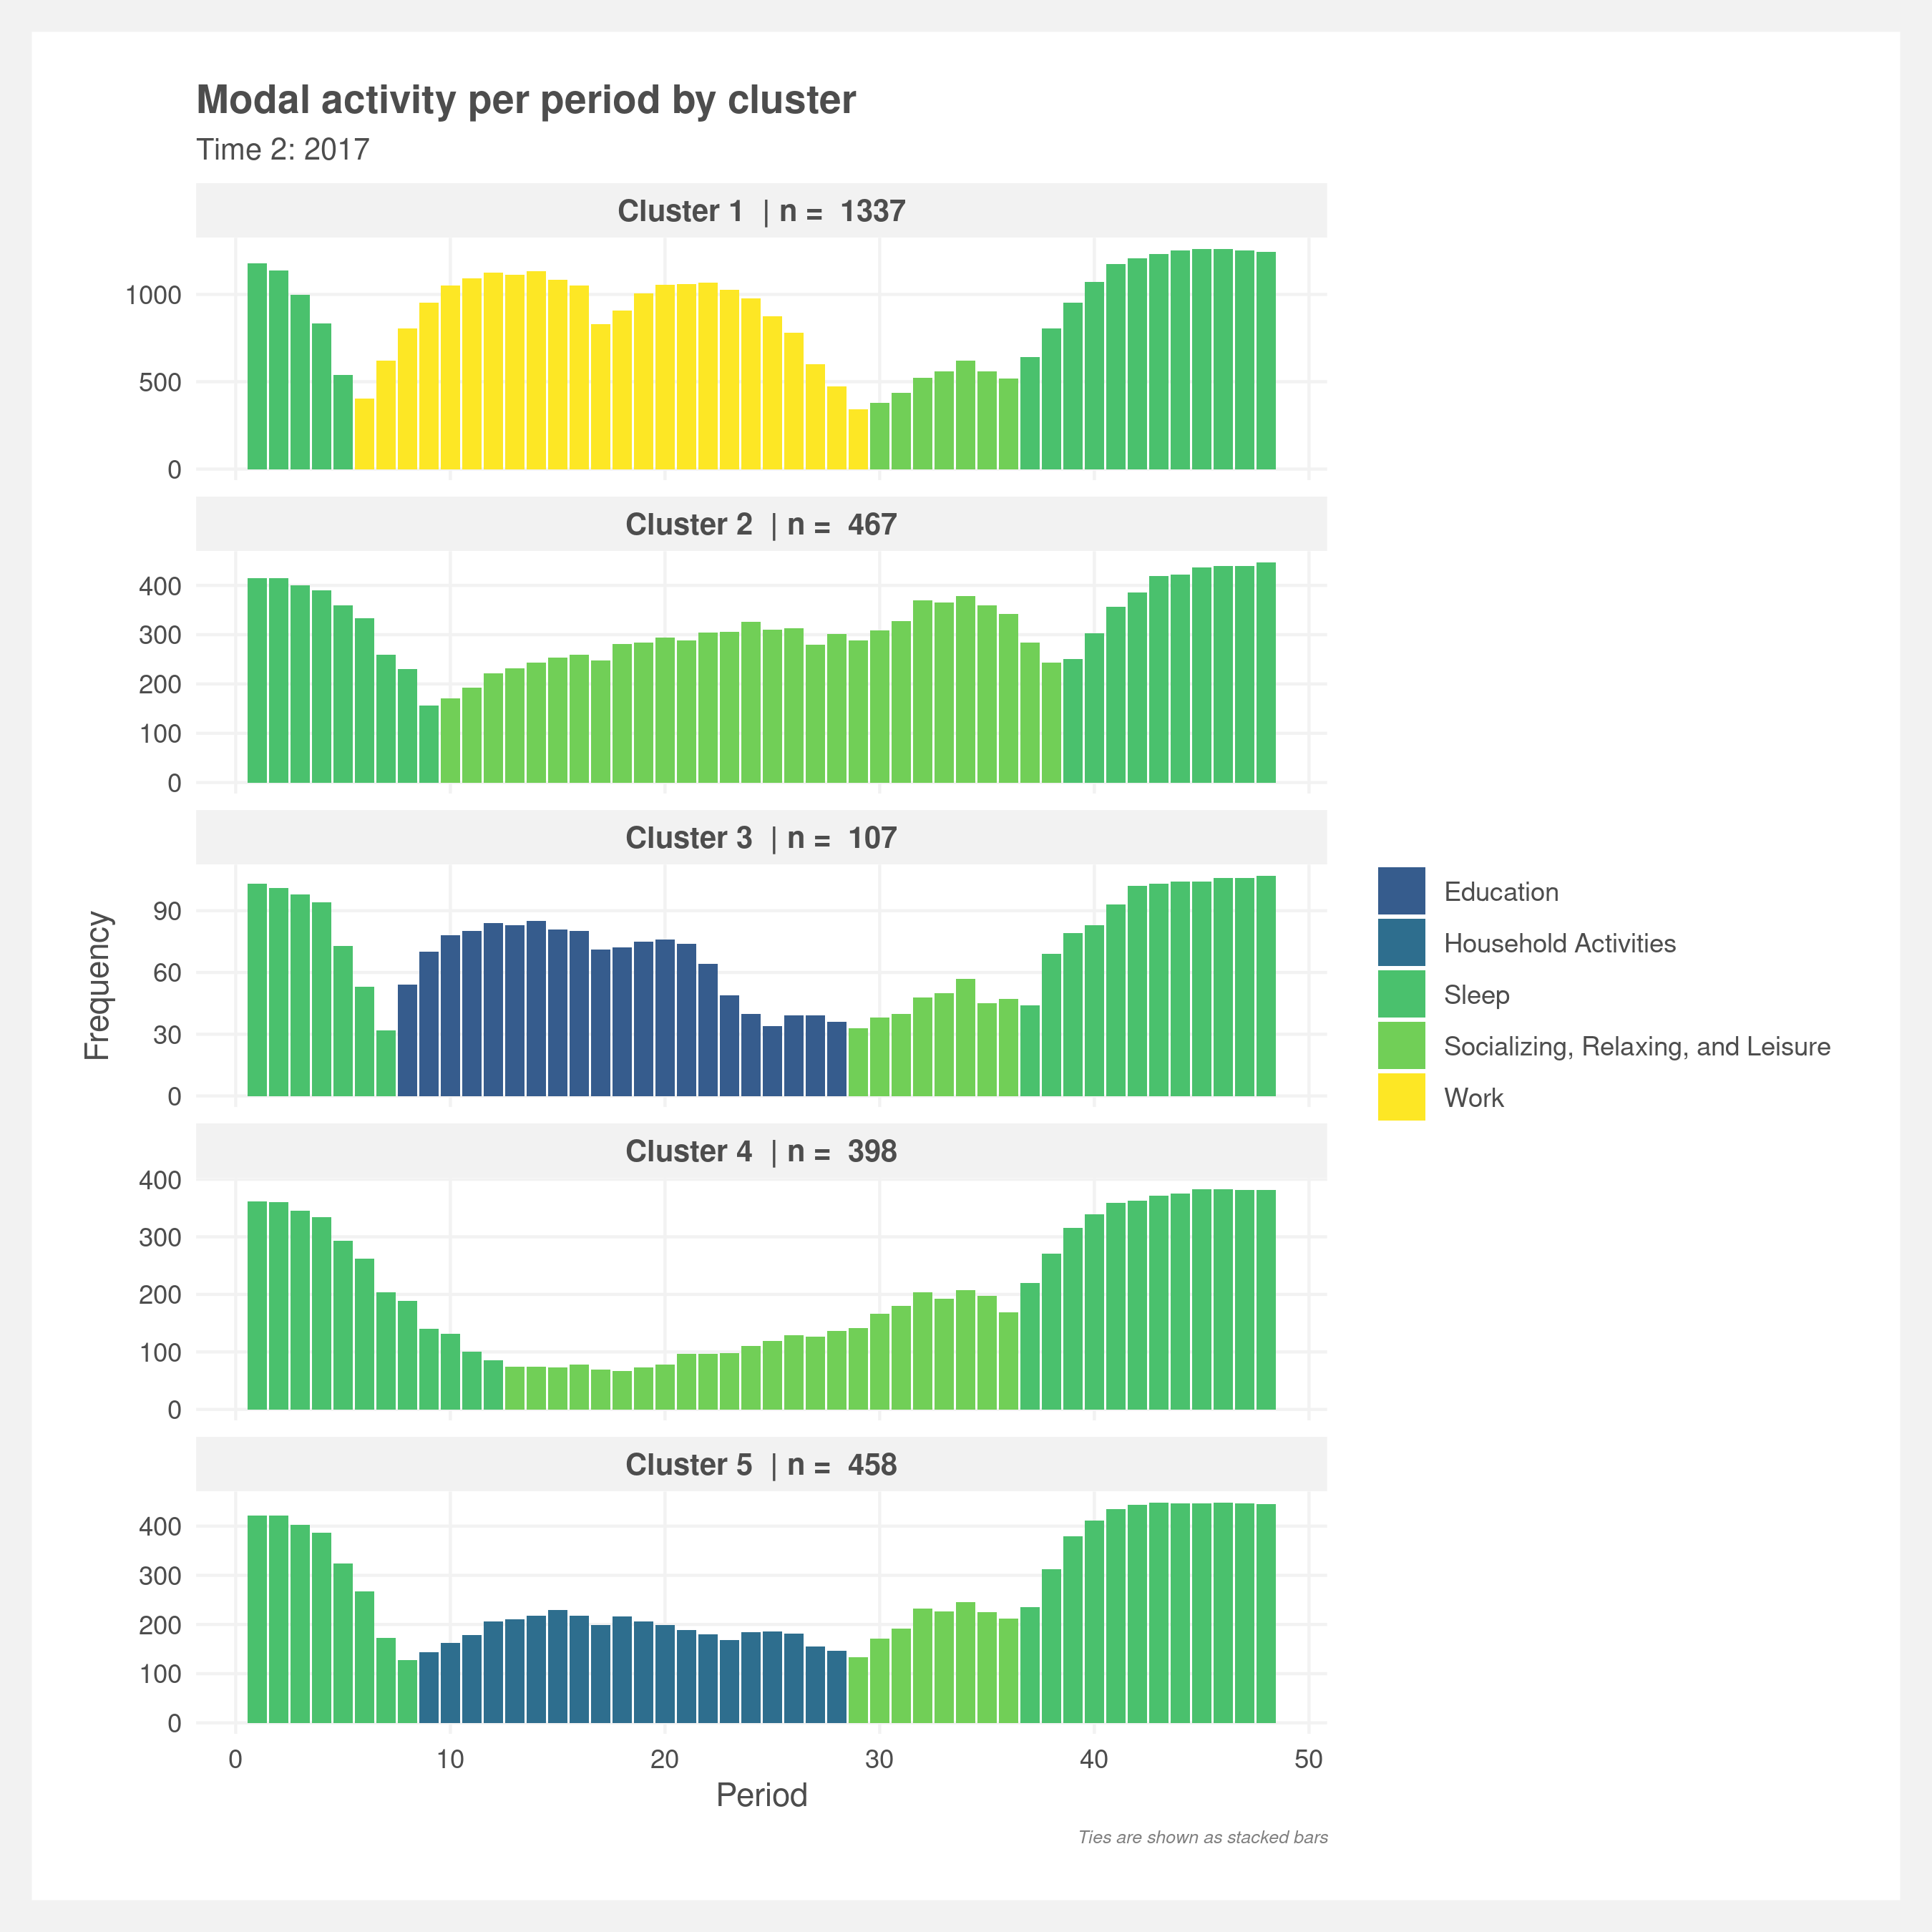 Modal activity per period by cluster
Time 2: 2017
Cluster 1 | n = 1337
1000
500
0
Cluster 2 | n = 467
400
300
200
100
0
Cluster 3 | n = 107
90
60
30
0
Cluster 4 | n = 398
400
300
200
100
0
Cluster 5 | n = 458
400
300
200
100
0
0 10 20 30 40 50
Period
Frequency
Education
Household Activities
Sleep
Socializing, Relaxing, and Leisure
Work
Ties are shown as stacked bars